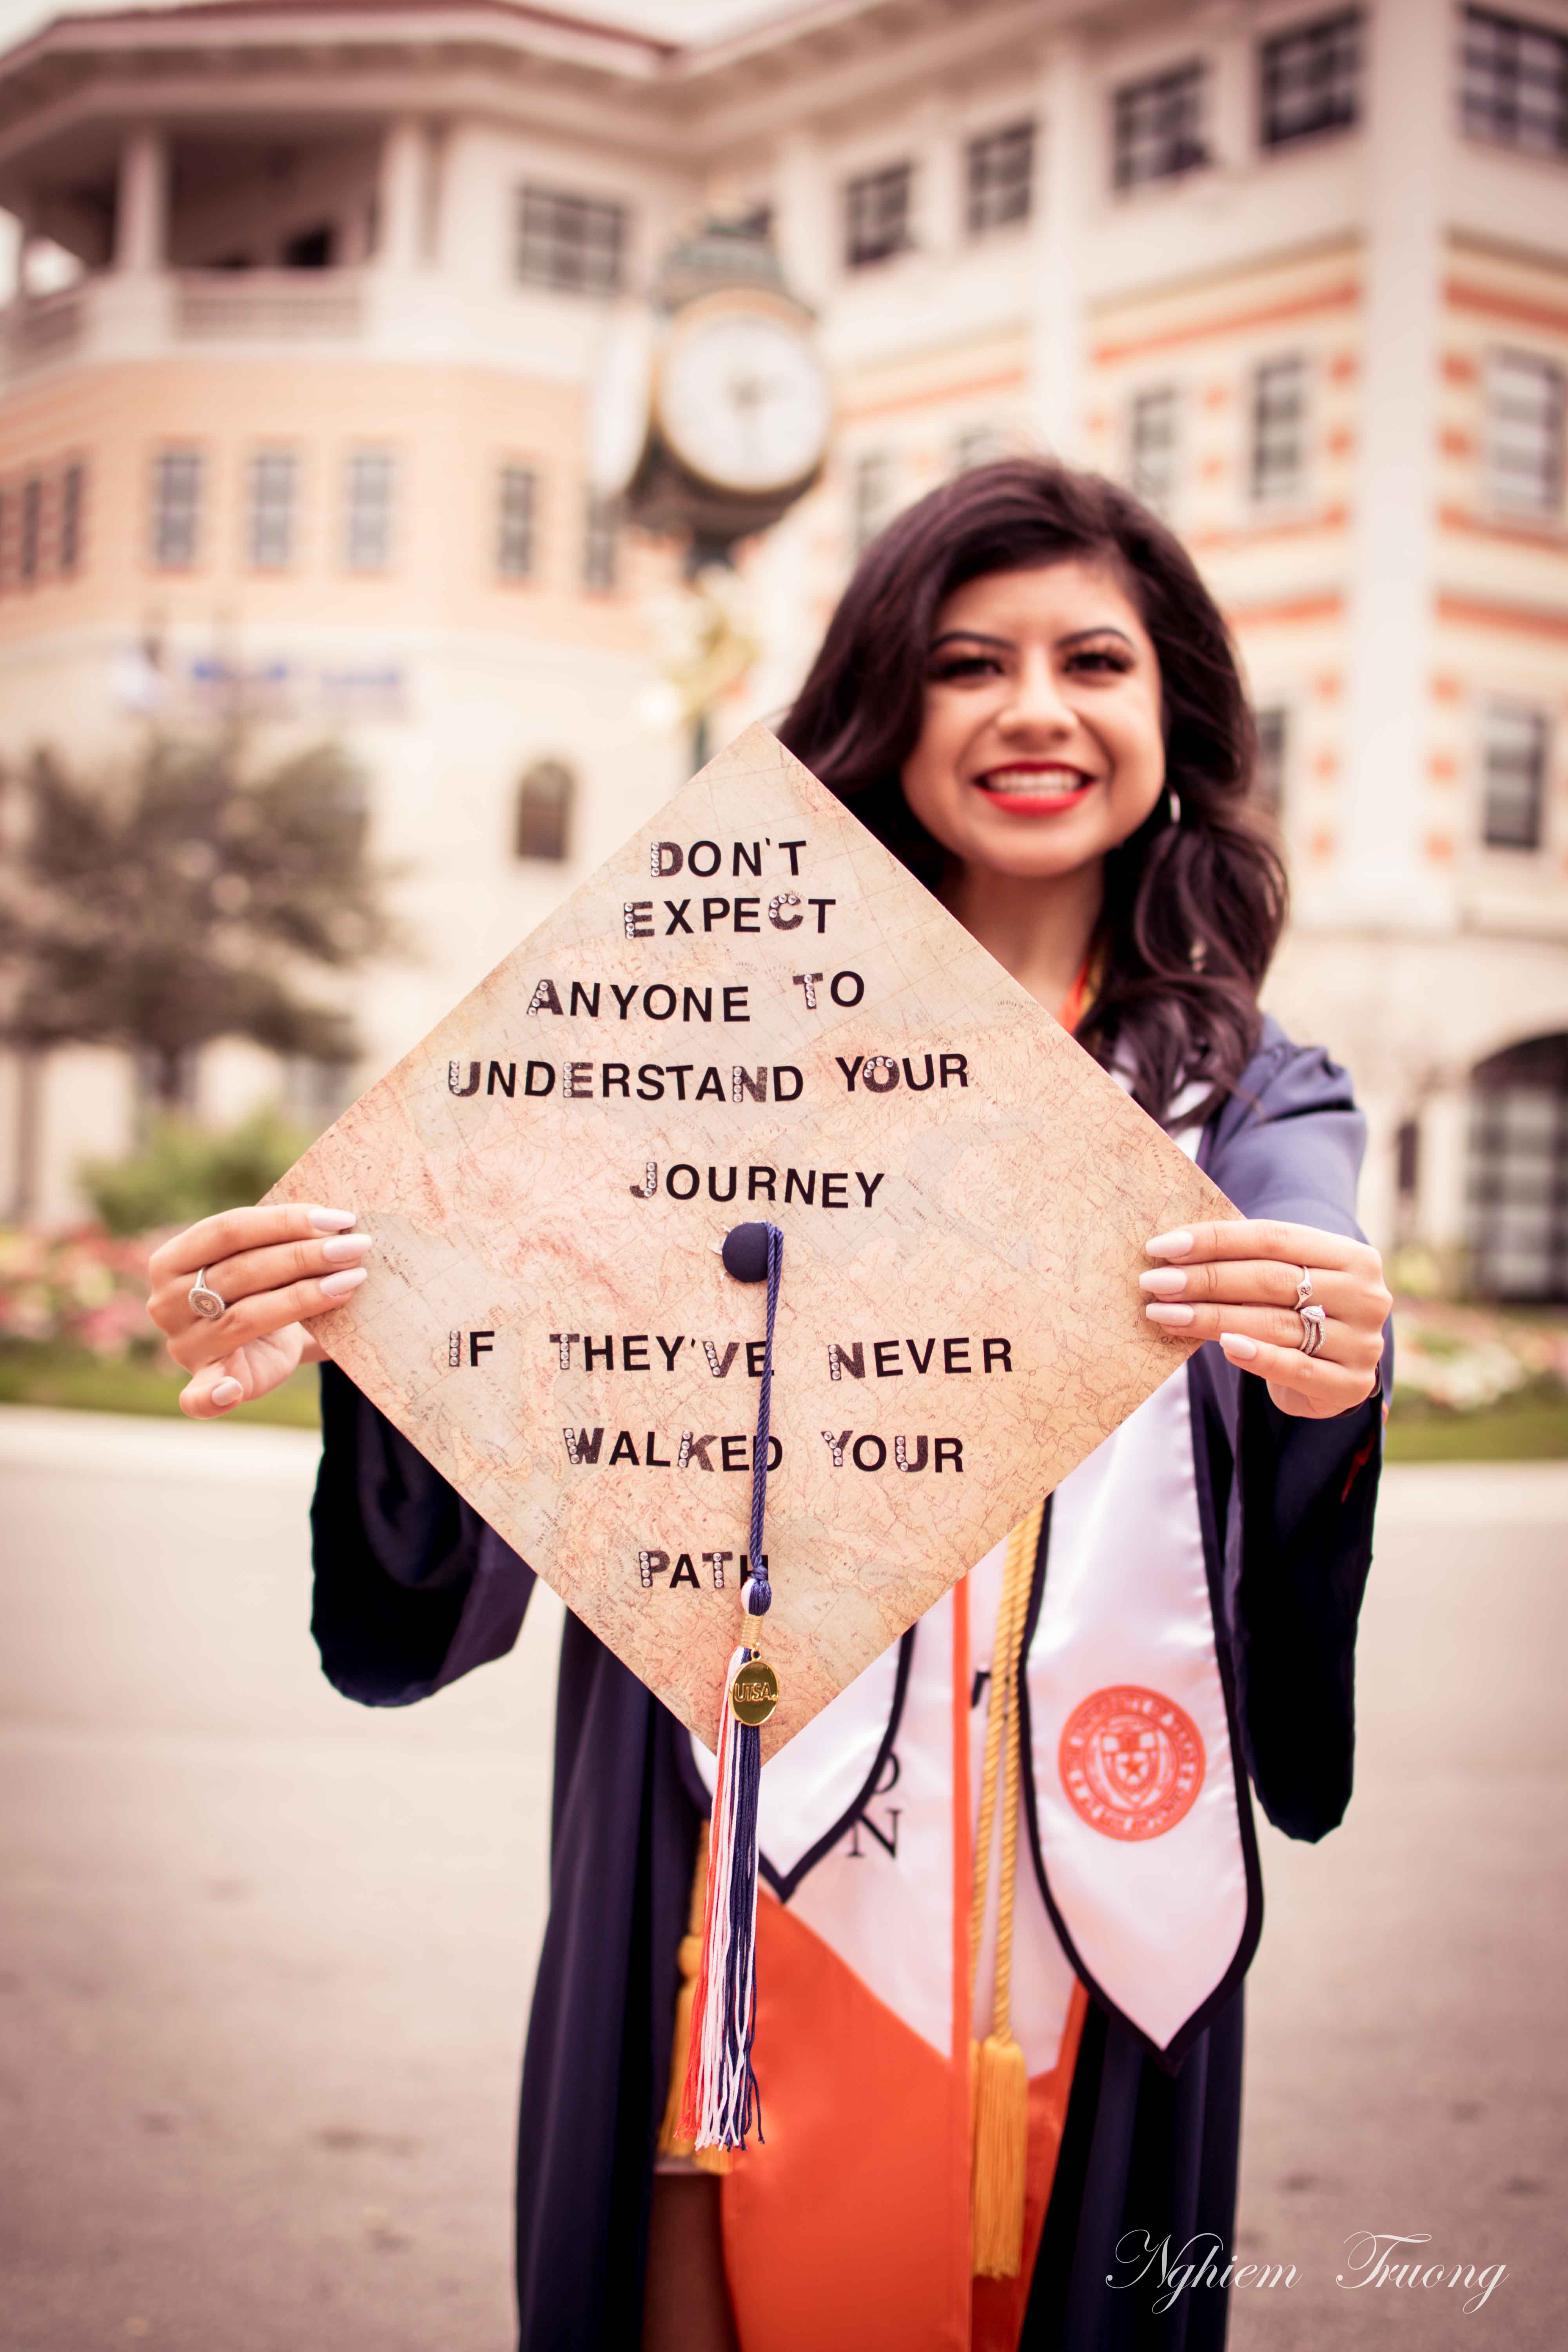 DON'T
EXPECT
ANYONE TO
UNDERSTAND YOUR
JOURNEY
IF THEY'VE NEVER
WALKED YOUR
PATH
UTSA
N
Nghiem Truong